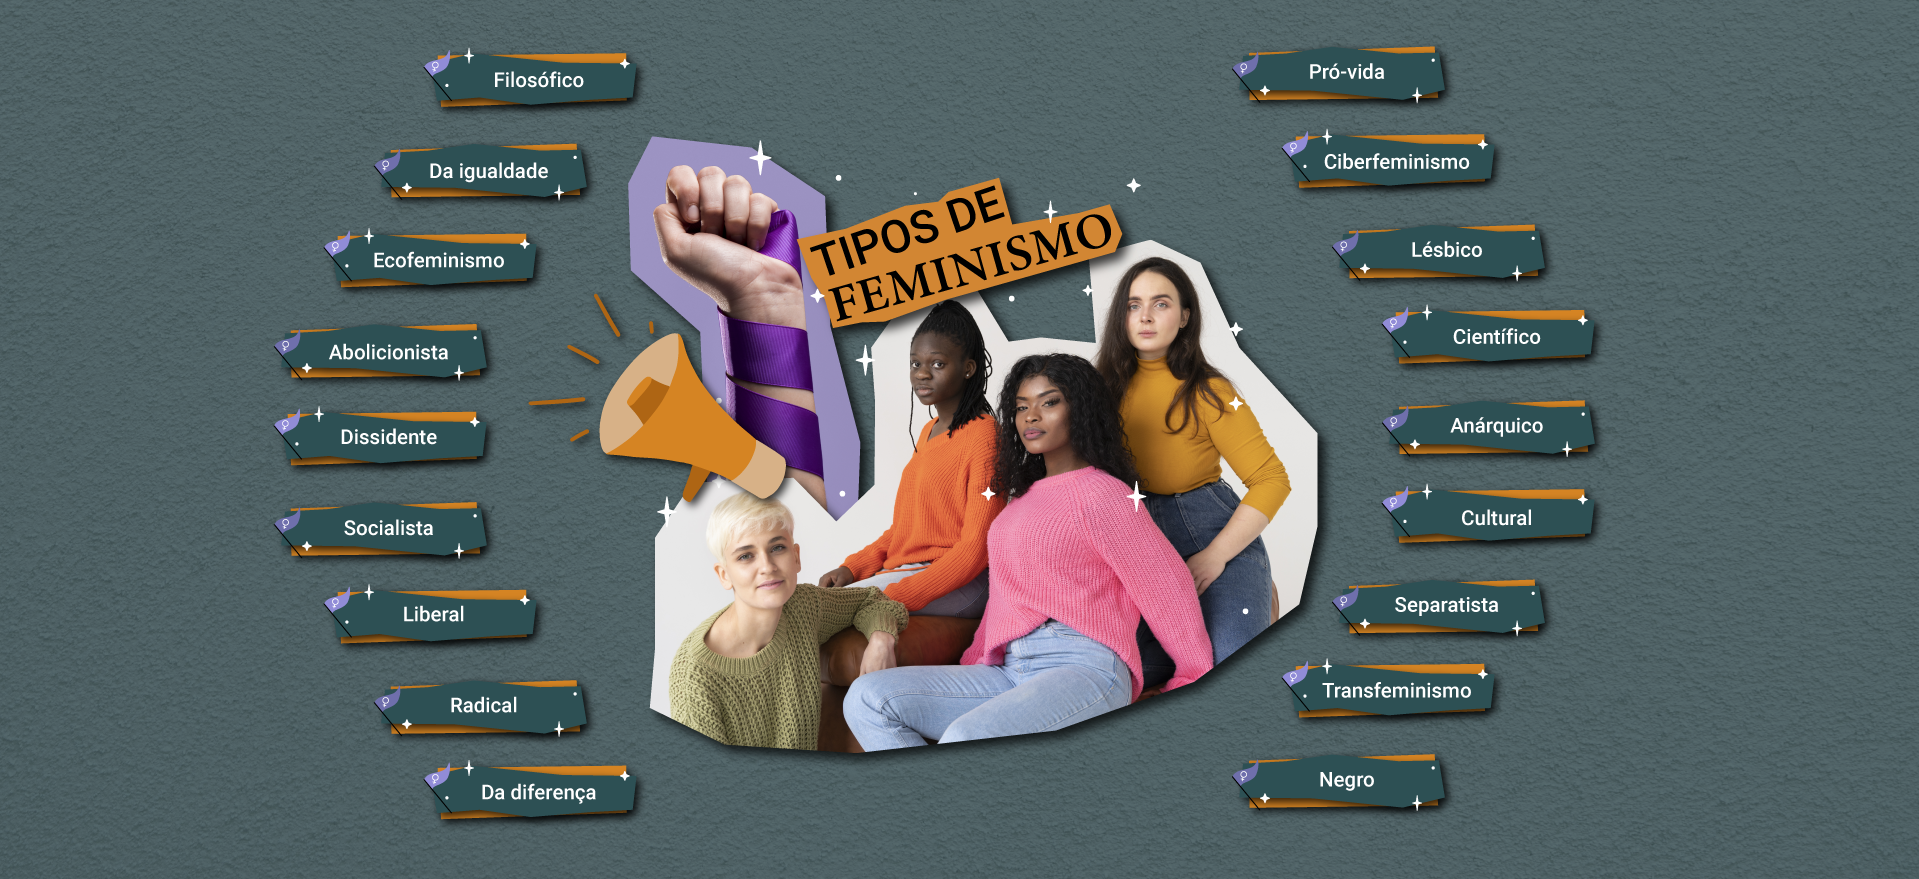 TIPOS DE
FEMINISMO
Filosófico
Da igualdade
Ecofeminismo
Abolicionista
Dissidente
Socialista
Liberal
Radical
Da diferença
Pró-vida
Ciberfeminismo
Lésbico
Científico
Anárquico
Cultural
Separatista
Transfeminismo
Negro